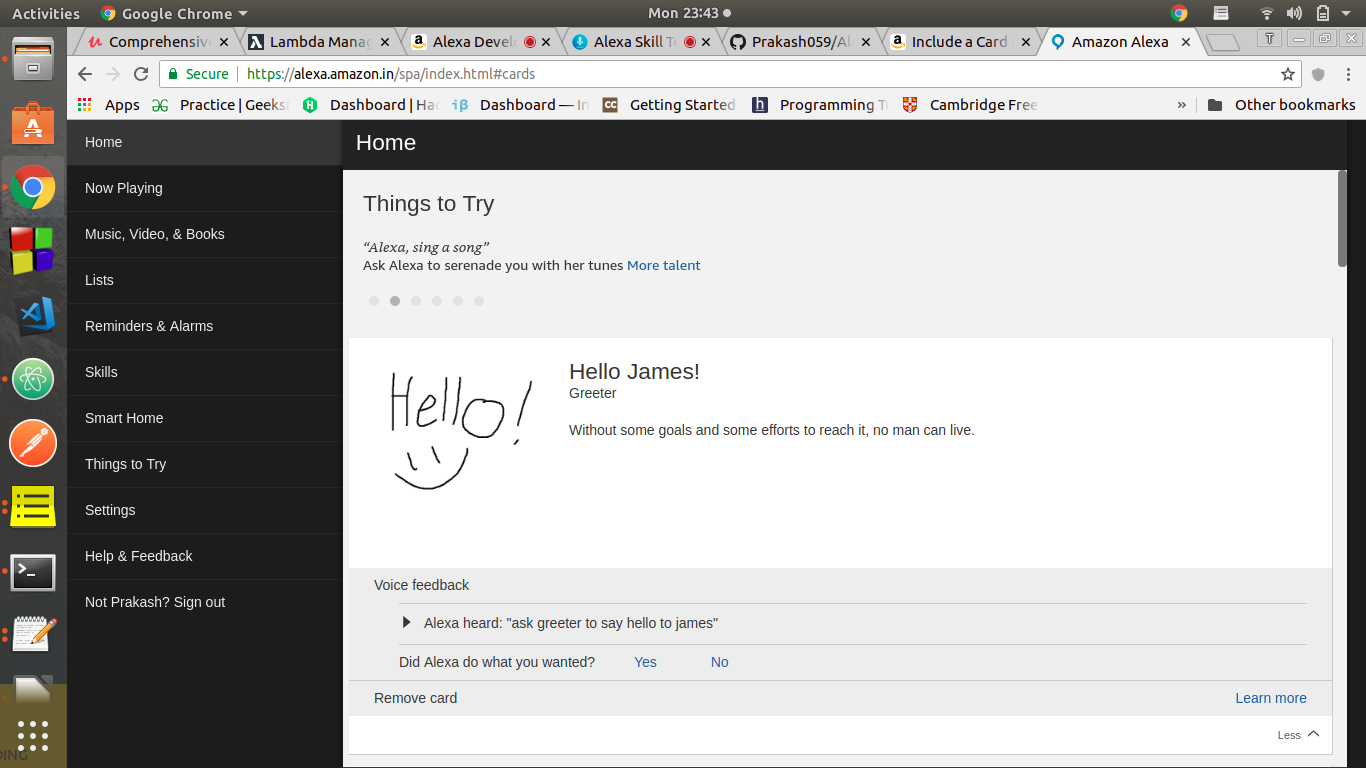 Activities Google Chrome Mon 23:43
Comprehensiv Lambda Manag Alexa Devel Alexa Skill Te Prakash059/Al Include a Card Amazon Alexa T
Secure https://alexa.amazon.in/spa/index.html#cards
Apps Practice | Geeks Dashboard | Ha Dashboard — In Getting Started Programming Tu Cambridge Free » Other bookmarks
Home
Now Playing
Music, Video, & Books
Lists
Reminders & Alarms
Skills
Smart Home
Things to Try
Settings
Help & Feedback
Not Prakash? Sign out
Home
Things to Try
“Alexa, sing a song”
Ask Alexa to serenade you with her tunes More talent
Hello!
Hello James!
Greeter
Without some goals and some efforts to reach it, no man can live.
Voice feedback
Alexa heard: "ask greeter to say hello to james"
Did Alexa do what you wanted? Yes No
Remove card Learn more
Less